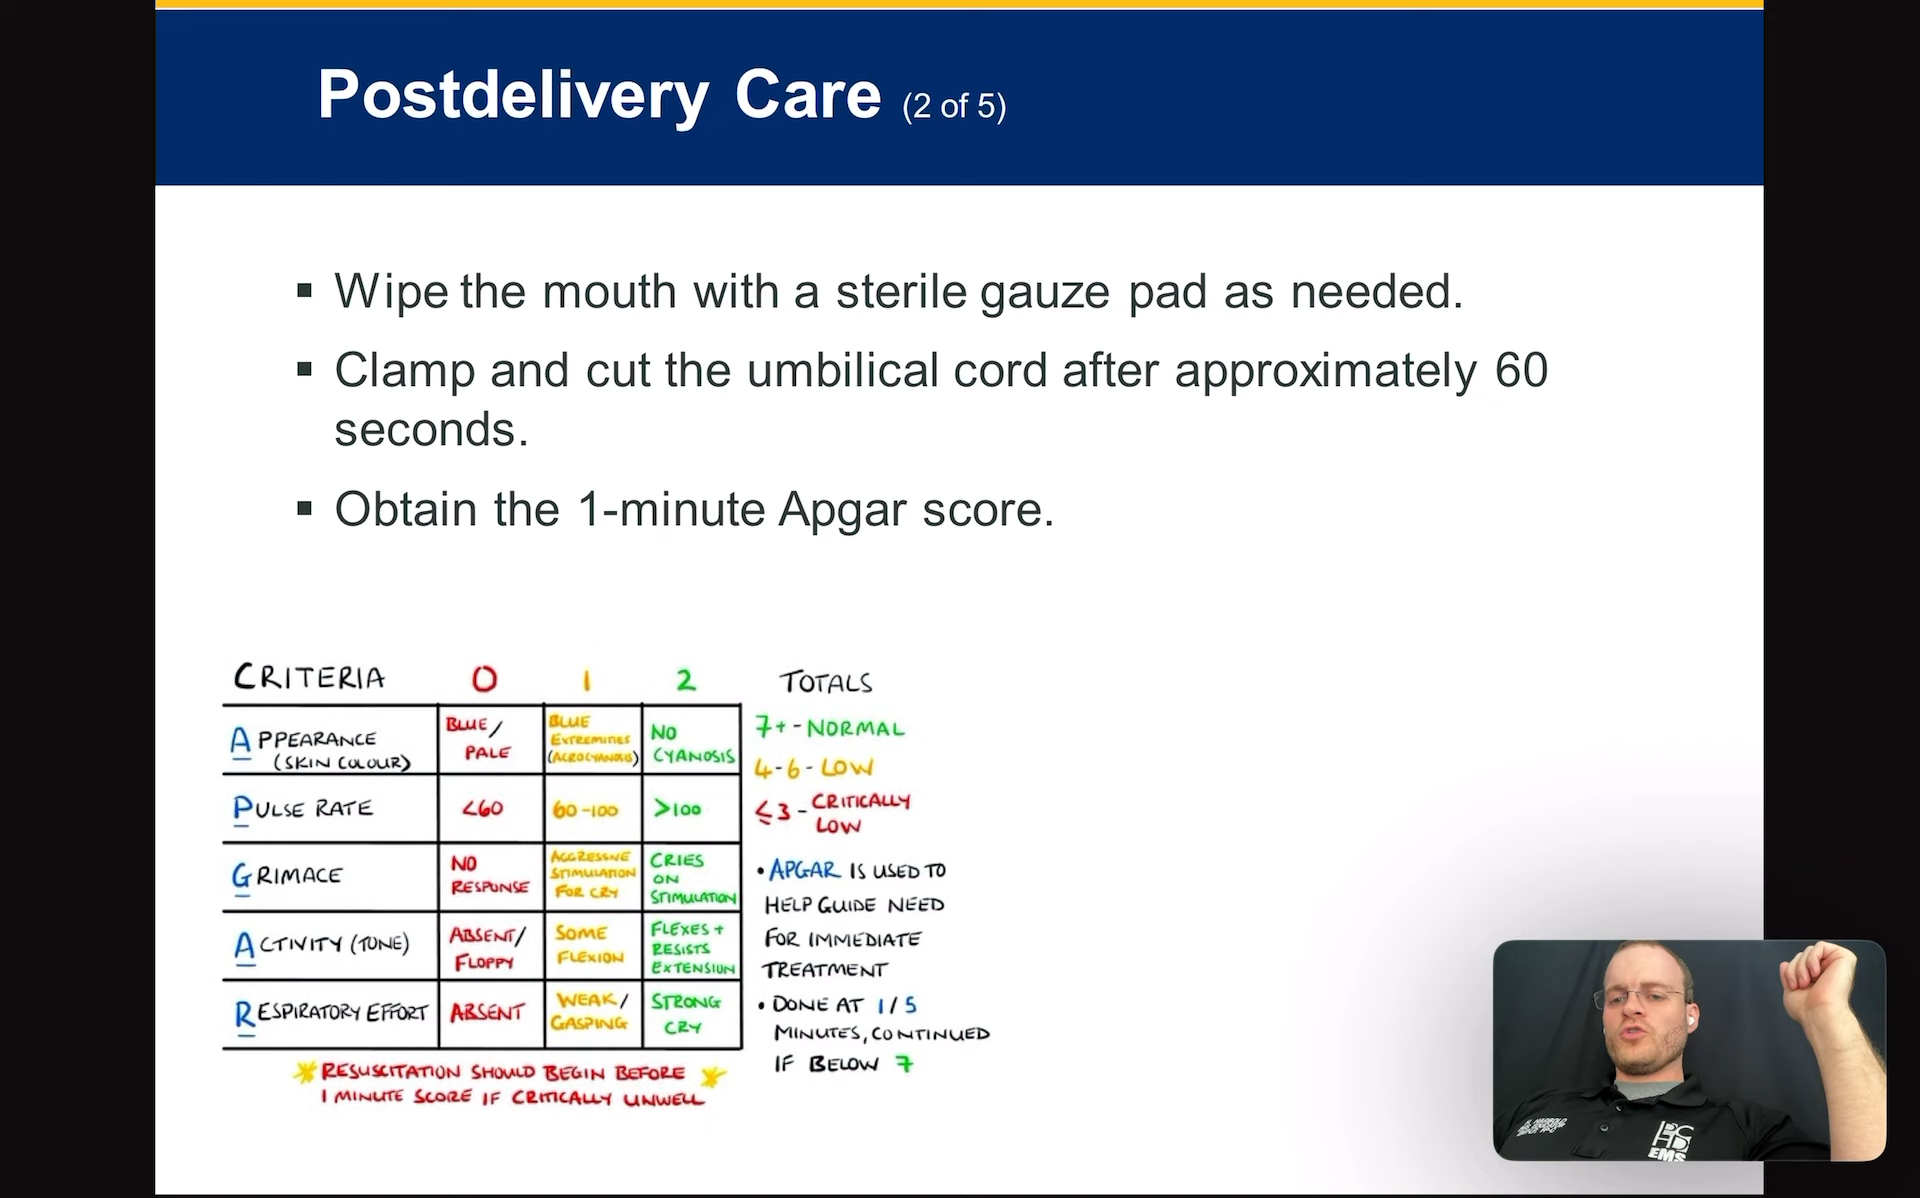 Postdelivery Care (2 of 5)
▪ Wipe the mouth with a sterile gauze pad as needed.
▪ Clamp and cut the umbilical cord after approximately 60
seconds.
▪ Obtain the 1-minute Apgar score.
CRITERIA 0 1 2 TOTALS
APPEARANCE
(SKIN COLOUR)
BLUE/
PALE
BLUE
EXTREMITIES
(ACROCYANOSIS)
NO
CYANOSIS
PULSE RATE
<60
60-100
>100
GRIMACE
NO
RESPONSE
AGGRESSIVE
STIMULATION
FOR CRY
CRIES
ON
STIMULATION
ACTIVITY (TONE)
ABSENT/
FLOPPY
SOME
FLEXION
FLEXES +
RESISTS
EXTENSION
RESPIRATORY EFFORT
ABSENT
WEAK/
GASPING
STRONG
CRY
7+ - NORMAL
4-6 - LOW
≤3 - CRITICALLY
LOW
• APGAR IS USED TO
HELP GUIDE NEED
FOR IMMEDIATE
TREATMENT
• DONE AT 1/5
MINUTES, CONTINUED
IF BELOW 7
RESUSCITATION SHOULD BEGIN BEFORE
1 MINUTE SCORE IF CRITICALLY UNWELL
EMS